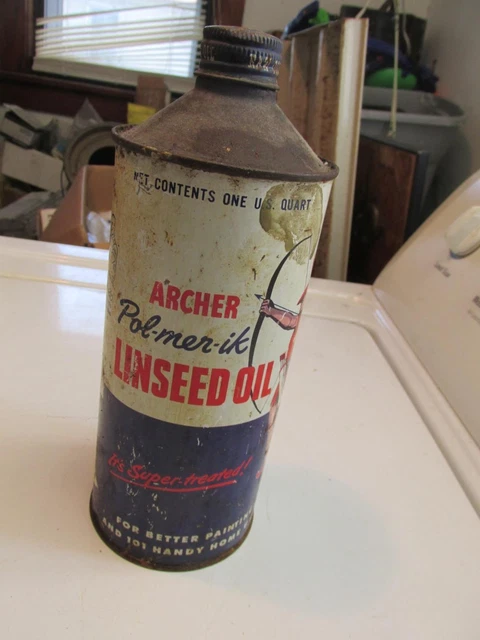 NET CONTENTS ONE U.S. QUART
ARCHER
Pol-mer-ik
LINSEED OIL
It's Super-treated!
FOR BETTER PAINTING
AND 101 HANDY HOME